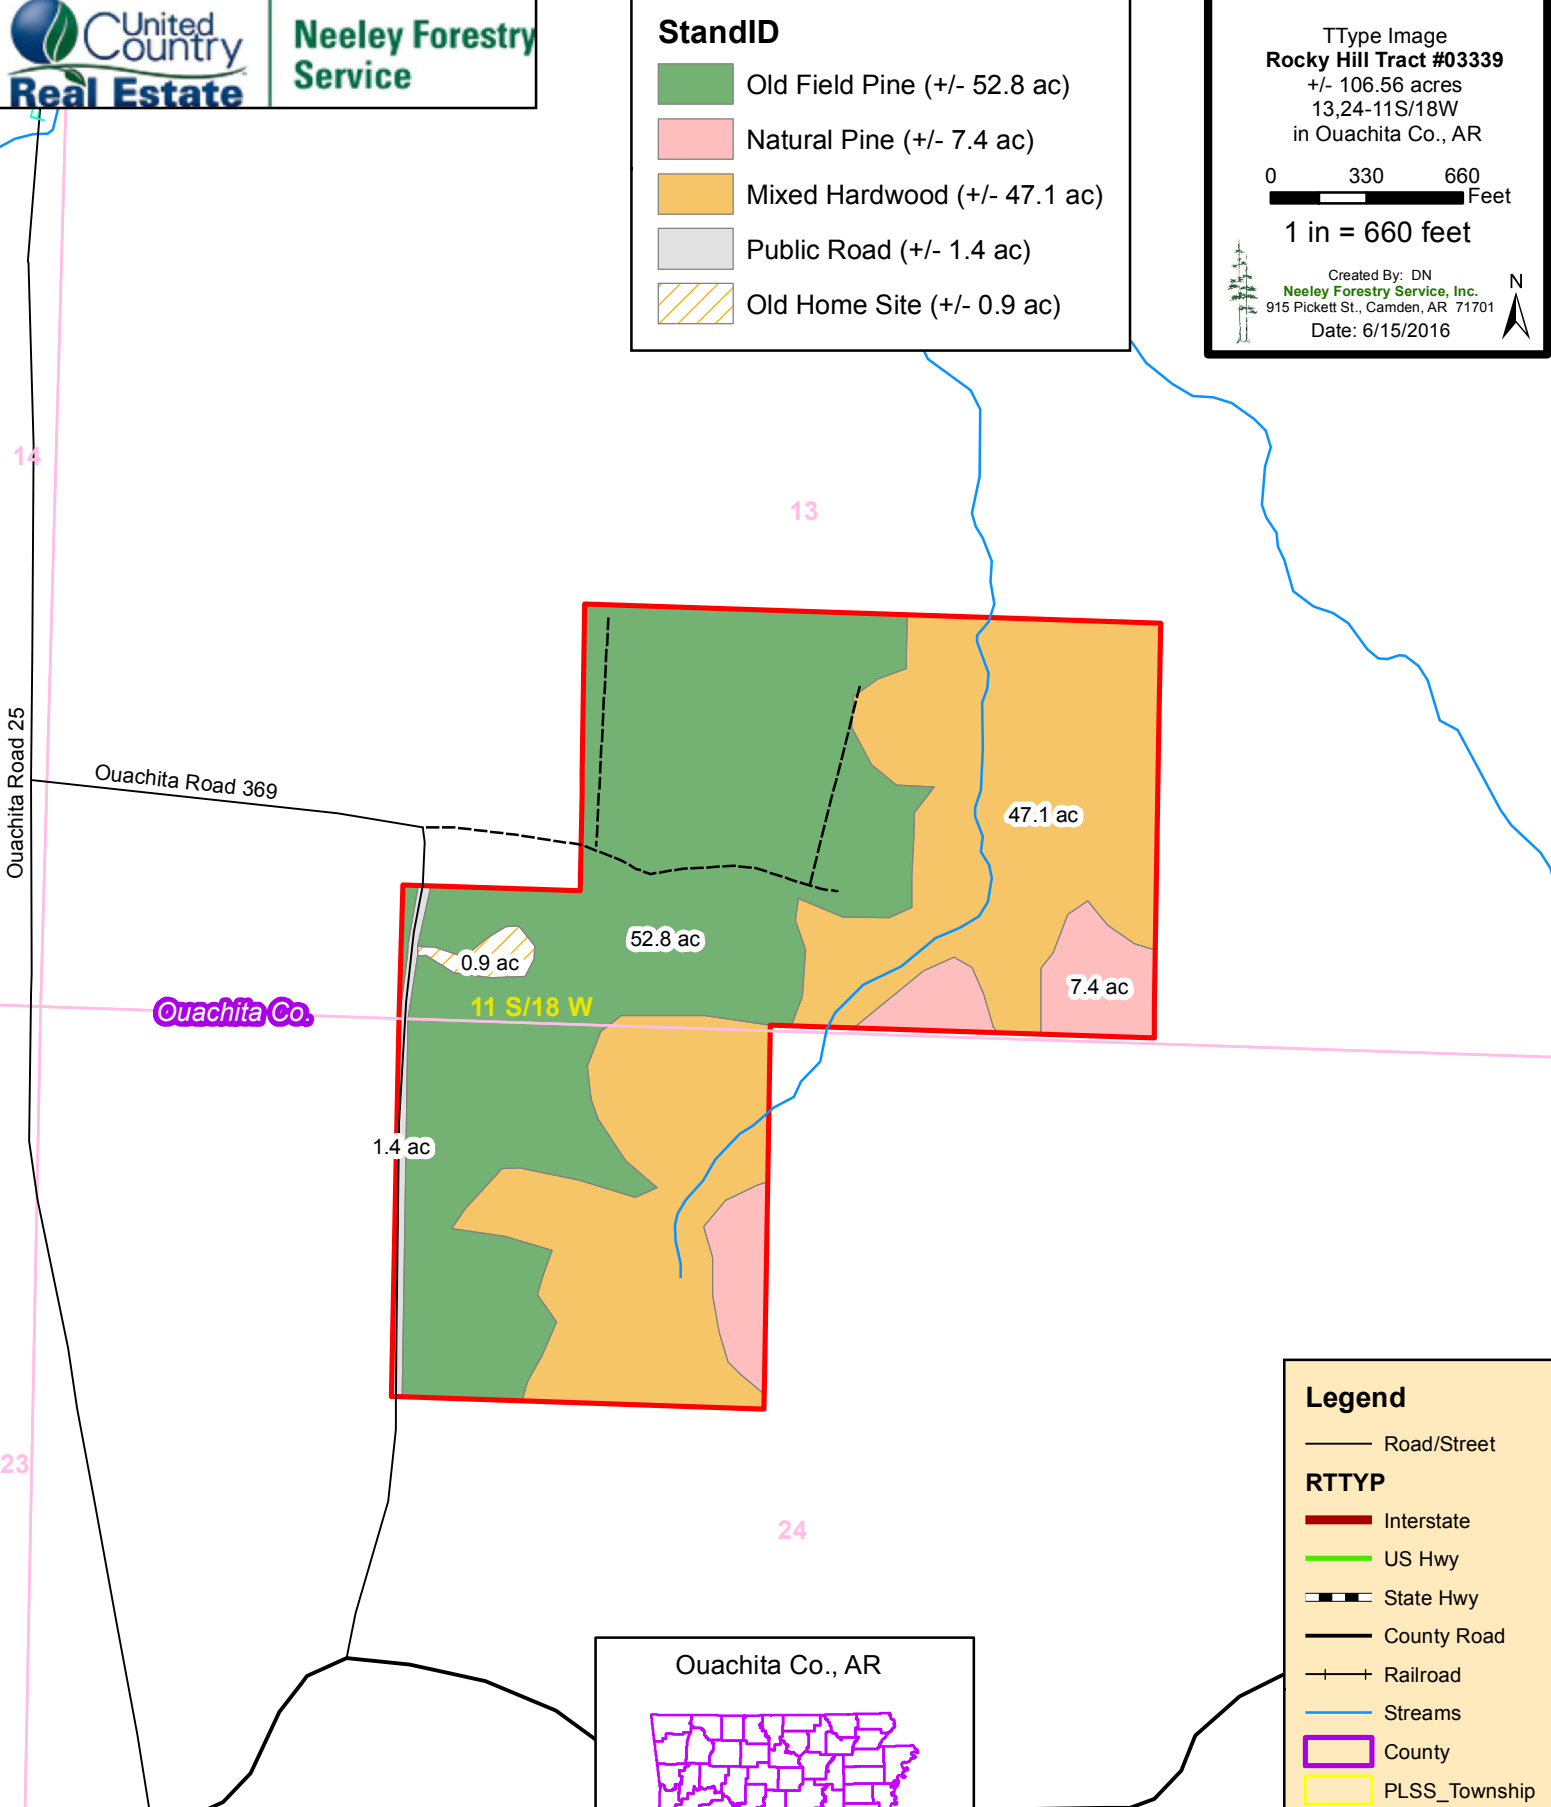 United
Country
Real Estate
Neeley Forestry
Service
StandID
Old Field Pine (+/- 52.8 ac)
Natural Pine (+/- 7.4 ac)
Mixed Hardwood (+/- 47.1 ac)
Public Road (+/- 1.4 ac)
Old Home Site (+/- 0.9 ac)
TType Image
Rocky Hill Tract #03339
+/- 106.56 acres
13,24-11S/18W
in Ouachita Co., AR
0 330 660
Feet
1 in = 660 feet
Created By: DN
Neeley Forestry Service, Inc.
915 Pickett St., Camden, AR 71701
Date: 6/15/2016
N
14
13
Ouachita Road 25
Ouachita Road 369
47.1 ac
52.8 ac
0.9 ac
7.4 ac
Ouachita Co.
11 S/18 W
1.4 ac
23
24
Ouachita Co., AR
Legend
Road/Street
RTTYP
Interstate
US Hwy
State Hwy
County Road
Railroad
Streams
County
PLSS_Township